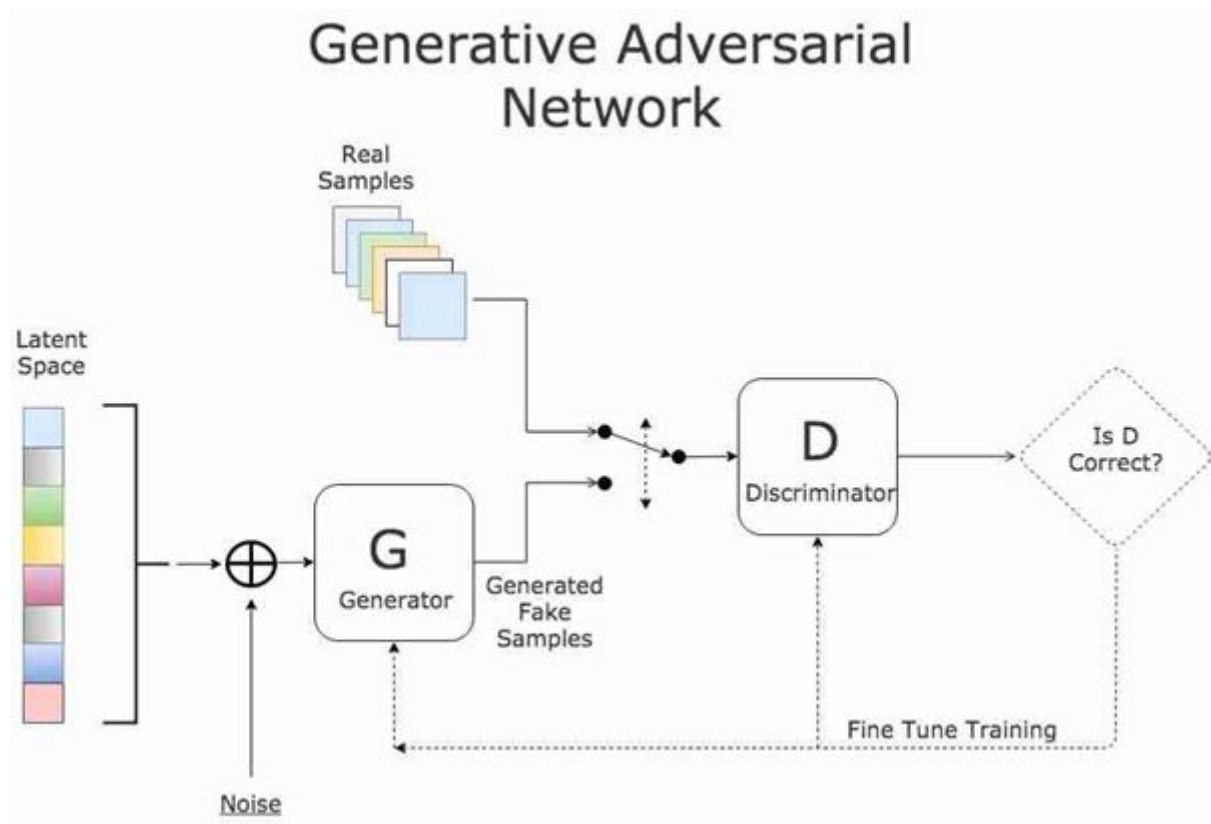 Generative Adversarial
Network
Real
Samples
Latent
Space
Is D
Correct?
D
Discriminator
G
Generator
Generated
Fake
Samples
Fine Tune Training
Noise